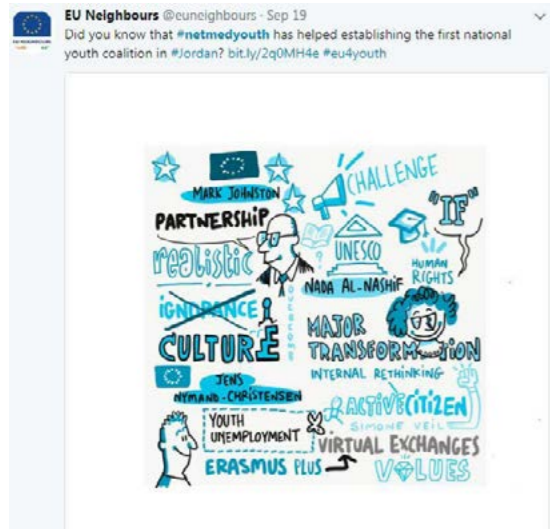 EU Neighbours @euneighbours - Sep 19
Did you know that #netmedyouth has helped establishing the first national
youth coalition in #Jordan? bit.ly/2q0MH4e #eu4youth
MARK JOHNSTON
PARTNERSHIP
realistic
IGNORANCE
OVERCOME
CULTURE
JENS
NYMAND-CHRISTENSEN
YOUTH
UNEMPLOYMENT
ERASMUS PLUS
CHALLENGE
"IF"
UNESCO
HUMAN
RIGHTS
NADA AL-NASHIF
MAJOR
TRANSFORMATION
INTERNAL RETHINKING
ACTIVE CITIZEN
SIMONE VEIL
VIRTUAL EXCHANGES
VALUES